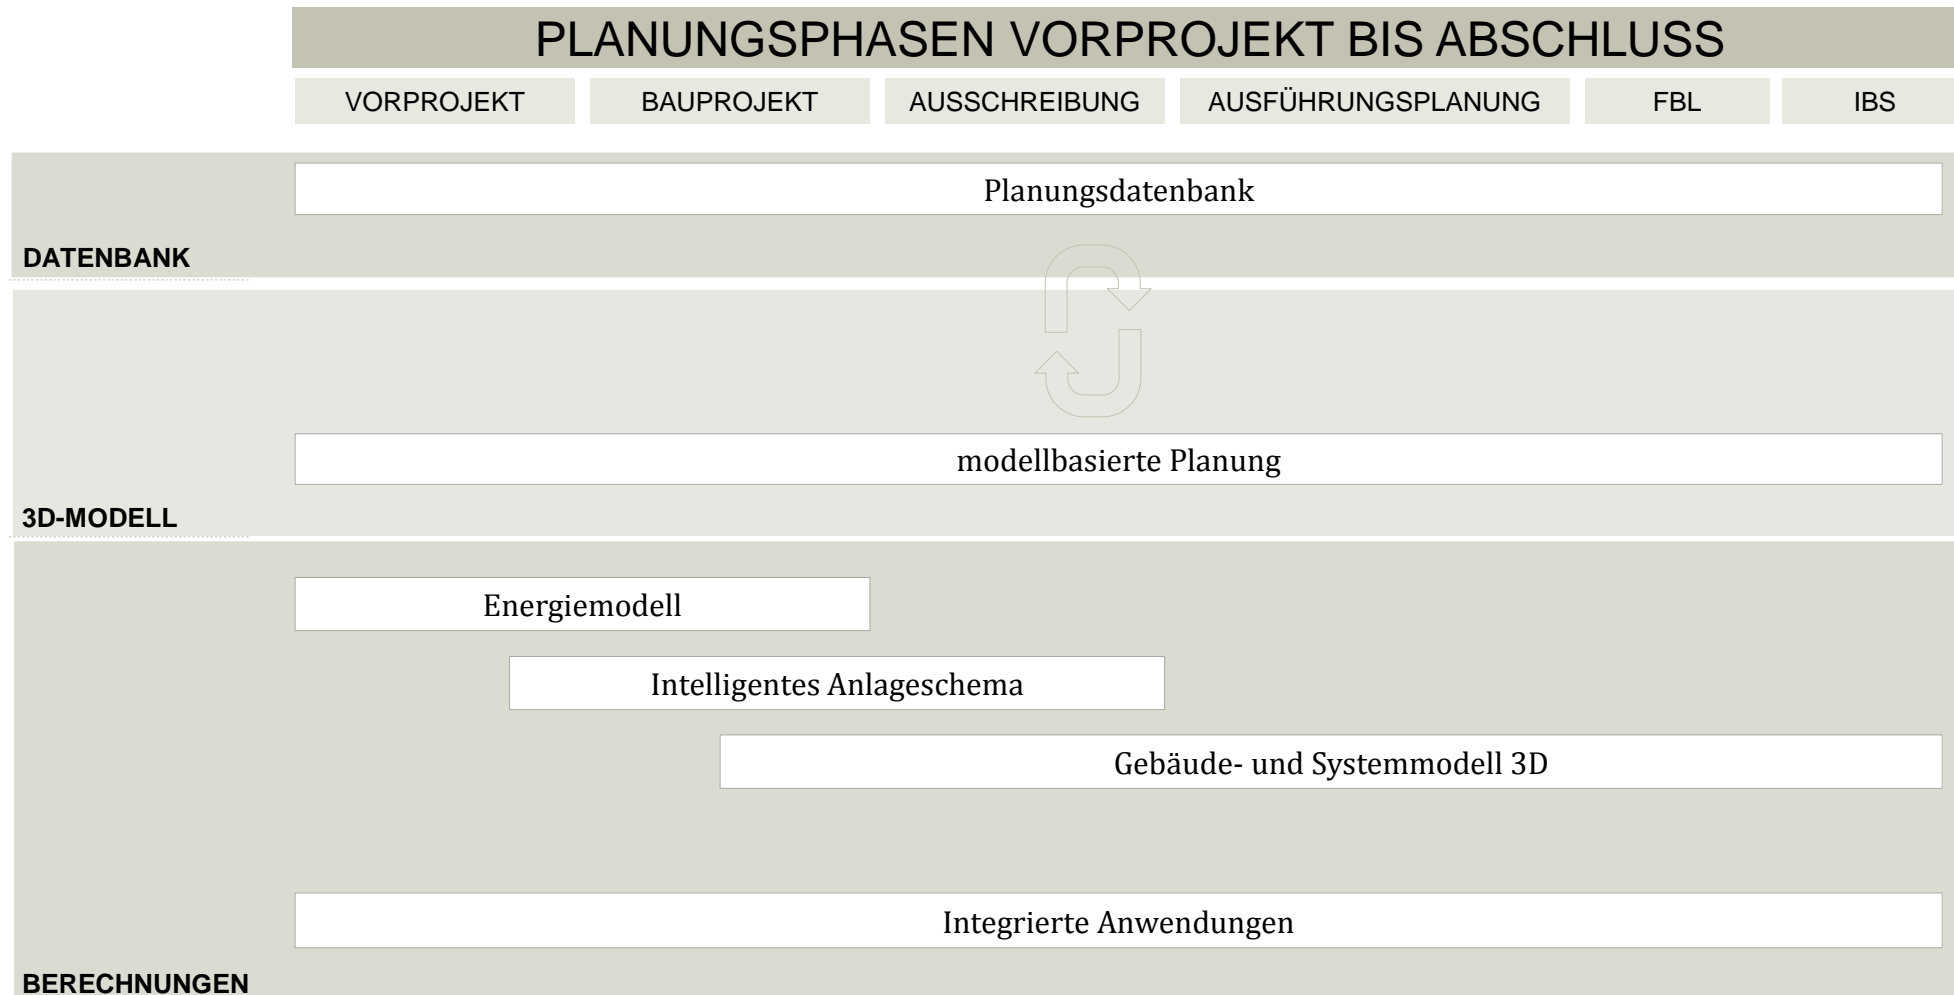 PLANUNGSPHASEN VORPROJEKT BIS ABSCHLUSS
VORPROJEKT BAUPROJEKT AUSSCHREIBUNG AUSFÜHRUNGSPLANUNG FBL IBS
Planungsdatenbank
DATENBANK
modellbasierte Planung
3D-MODELL
Energiemodell
Intelligentes Anlageschema
Gebäude- und Systemmodell 3D
Integrierte Anwendungen
BERECHNUNGEN